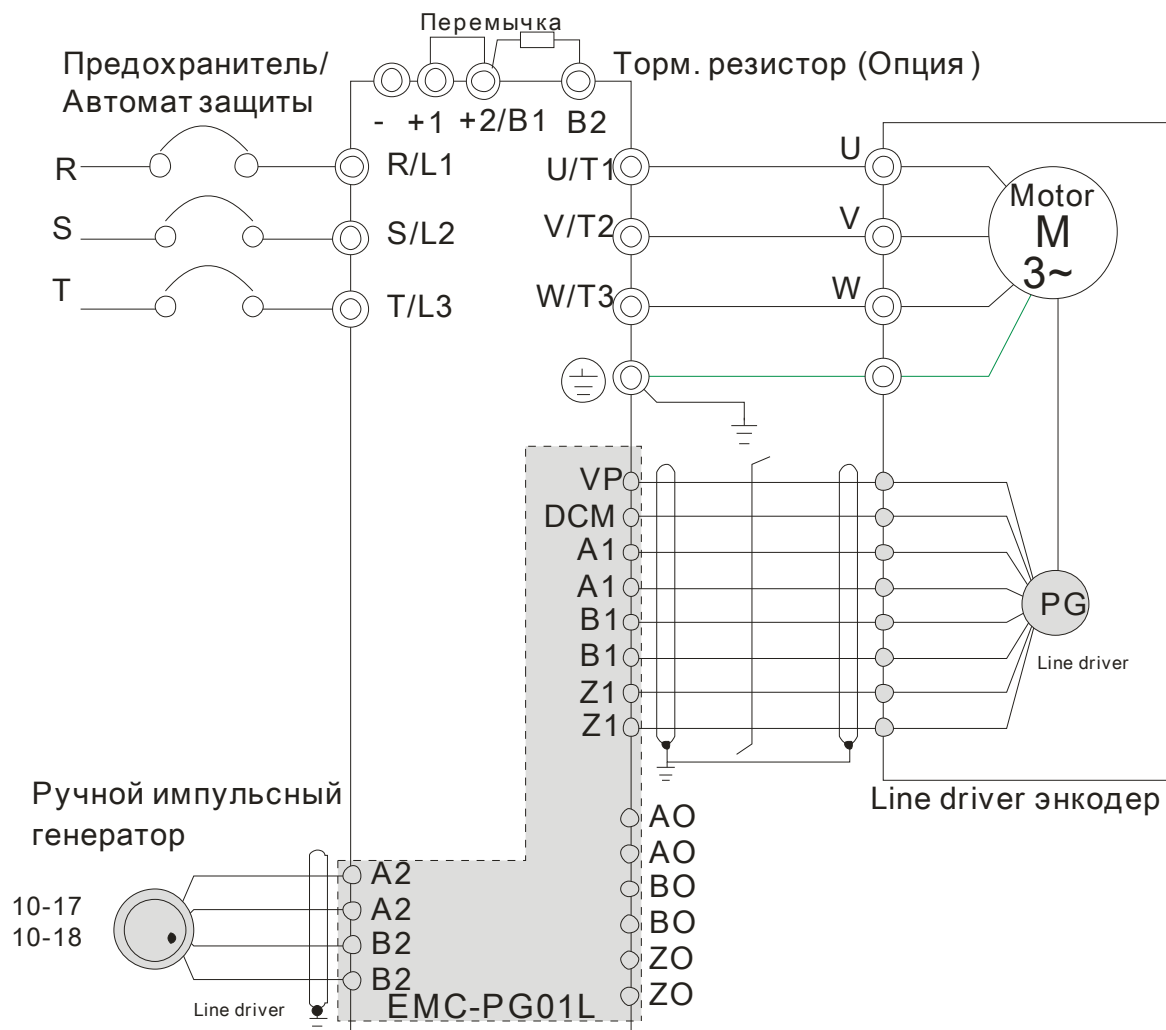 Перемычка
Предохранитель/
Автомат защиты
Торм. резистор (Опция)
- +1 +2/B1 B2
R
R/L1
U/T1
U
S
S/L2
V/T2
V
T
T/L3
W/T3
W
Motor
M
3~
VP
DCM
A1
A1
B1
B1
Z1
Z1
PG
Line driver
Line driver энкодер
Ручной импульсный
генератор
10-17
10-18
A2
A2
B2
B2
Line driver
EMC-PG01L
AO
AO
BO
BO
ZO
ZO